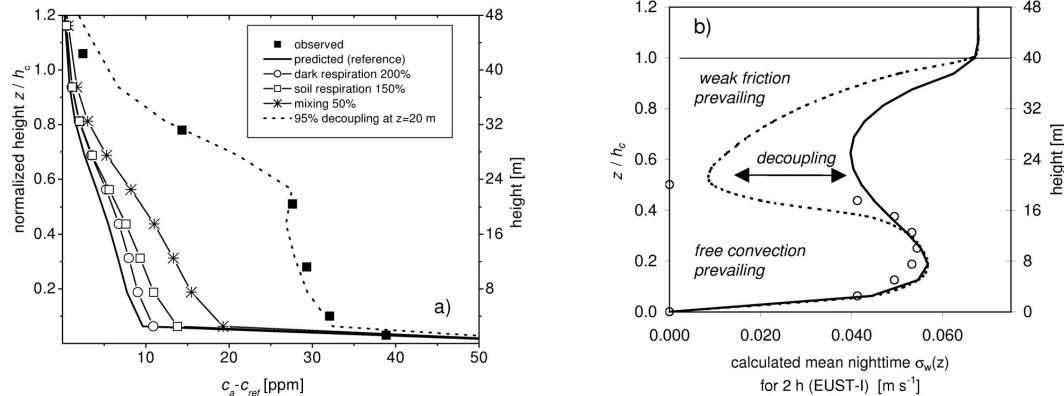 1.2
1.0
0.8
0.6
0.4
0.2
normalized height z / hc
10
20
30
40
50
ca-cref [ppm]
48
40
32
24
16
8
height [m]
observed
predicted (reference)
dark respiration 200%
soil respiration 150%
mixing 50%
95% decoupling at z=20 m
a)
b)
1.2
1.0
0.8
0.6
0.4
0.2
0.0
z / hc
weak friction
prevailing
decoupling
free convection
prevailing
48
40
32
24
16
8
0
height [m]
0.000
0.020
0.040
0.060
calculated mean nighttime σw(z)
for 2 h (EUST-I) [m s-1]